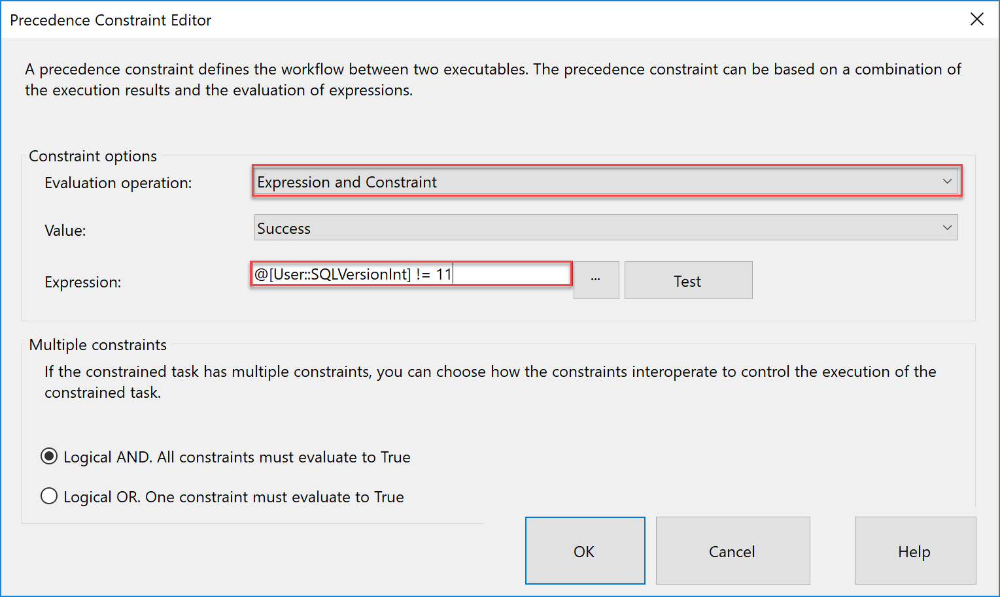 Precedence Constraint Editor
A precedence constraint defines the workflow between two executables. The precedence constraint can be based on a combination of
the execution results and the evaluation of expressions.
Constraint options
Evaluation operation:
Expression and Constraint
Value:
Success
Expression:
@[User::SQLVersionInt] != 11
...
Test
Multiple constraints
If the constrained task has multiple constraints, you can choose how the constraints interoperate to control the execution of the
constrained task.
Logical AND. All constraints must evaluate to True
Logical OR. One constraint must evaluate to True
OK
Cancel
Help